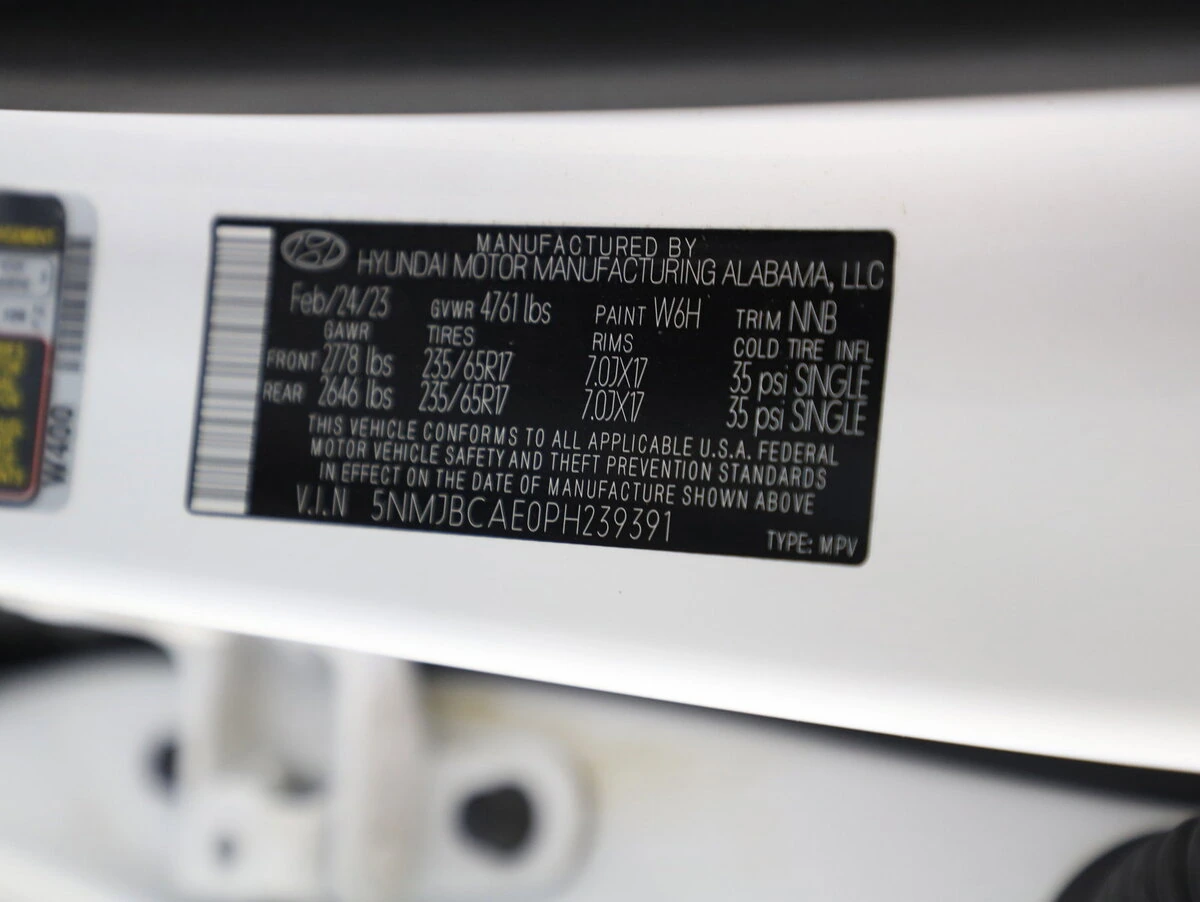 MANUFACTURED BY
HYUNDAI MOTOR MANUFACTURING ALABAMA, LLC
Feb/24/23 GVWR 4761 lbs PAINT W6H TRIM NNB
GAWR TIRES RIMS COLD TIRE INFL
FRONT 2778 lbs 235/65R17 7.0JX17 35 psi SINGLE
REAR 2646 lbs 235/65R17 7.0JX17 35 psi SINGLE
THIS VEHICLE CONFORMS TO ALL APPLICABLE U.S.A. FEDERAL
MOTOR VEHICLE SAFETY AND THEFT PREVENTION STANDARDS
IN EFFECT ON THE DATE OF MANUFACTURE SHOWN ABOVE
V.I.N 5NMJBCAE0PH239391 TYPE: MPV
W400